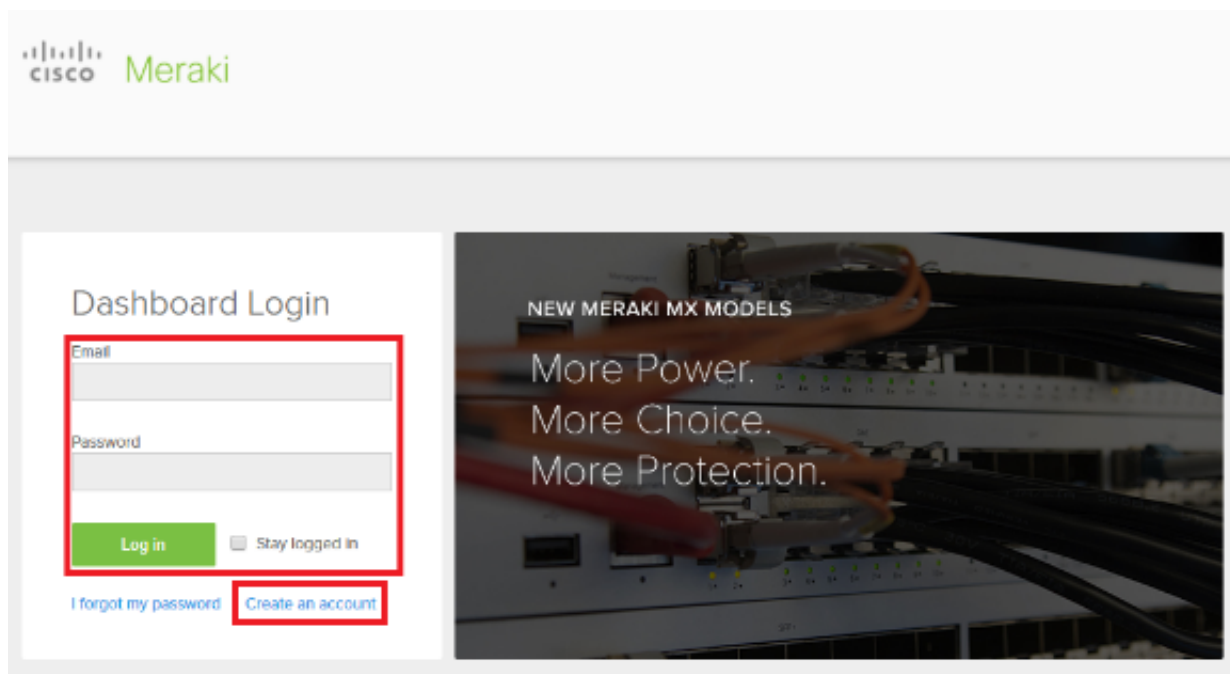 CISCO Meraki
Dashboard Login
Email
Password
Log in
Stay logged in
I forgot my password
Create an account
NEW MERAKI MX MODELS
More Power.
More Choice.
More Protection.
Management